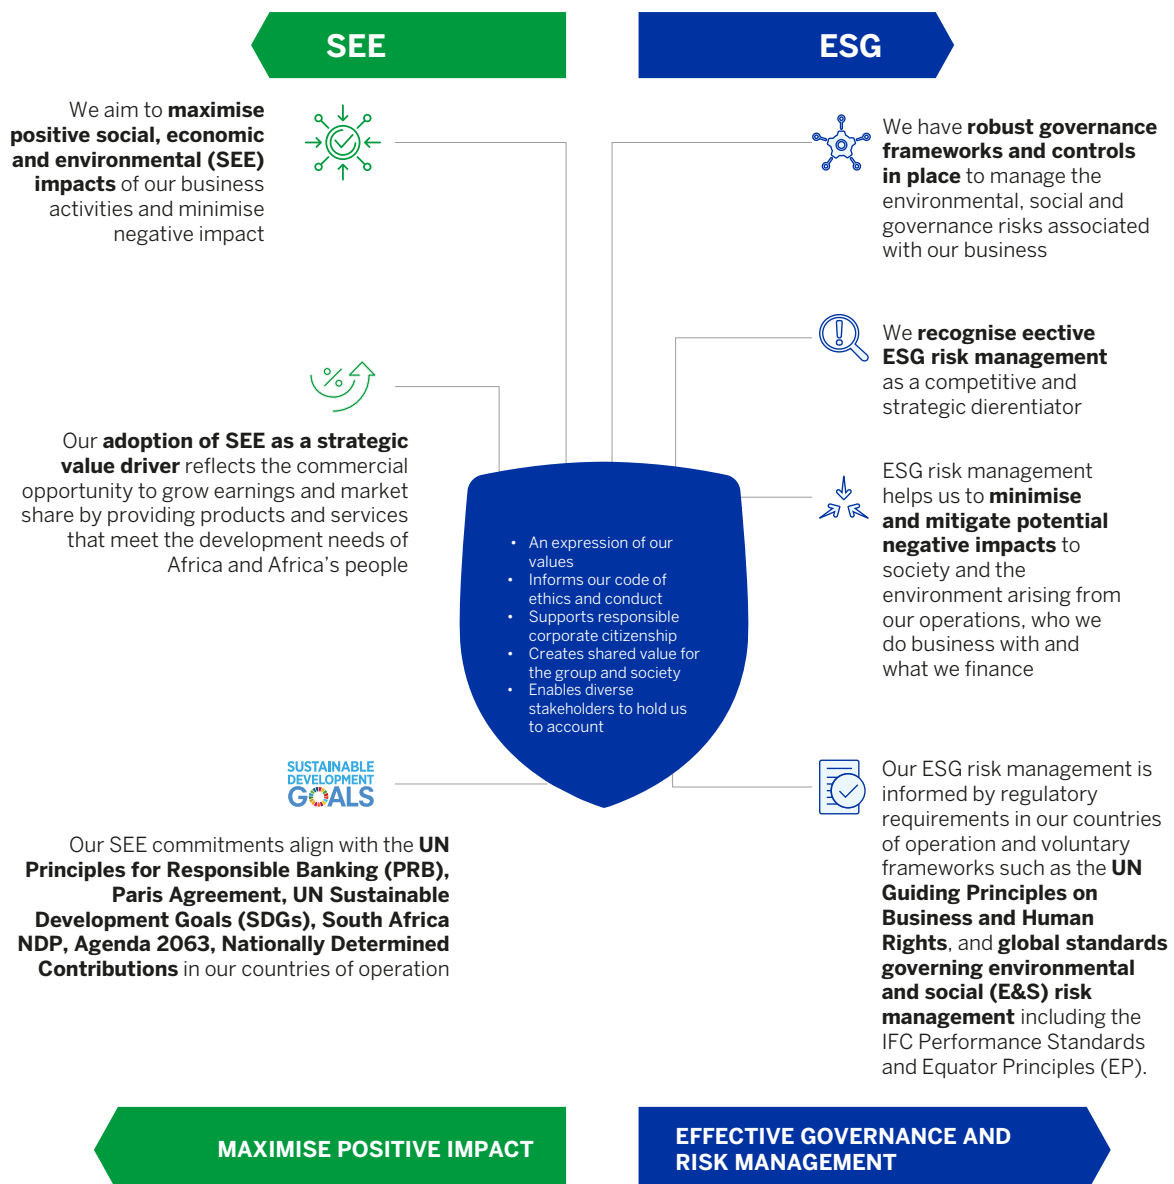 SEE
We aim to maximise
positive social, economic
and environmental (SEE)
impacts of our business
activities and minimise
negative impact
Our adoption of SEE as a strategic
value driver reflects the commercial
opportunity to grow earnings and market
share by providing products and services
that meet the development needs of
Africa and Africa’s people
SUSTAINABLE
DEVELOPMENT
GOALS
Our SEE commitments align with the UN
Principles for Responsible Banking (PRB),
Paris Agreement, UN Sustainable
Development Goals (SDGs), South Africa
NDP, Agenda 2063, Nationally Determined
Contributions in our countries of operation
MAXIMISE POSITIVE IMPACT
• An expression of our
values
• Informs our code of
ethics and conduct
• Supports responsible
corporate citizenship
• Creates shared value for
the group and society
• Enables diverse
stakeholders to hold us
to account
ESG
We have robust governance
frameworks and controls
in place to manage the
environmental, social and
governance risks associated
with our business
We recognise eective
ESG risk management
as a competitive and
strategic dierentiator
ESG risk management
helps us to minimise
and mitigate potential
negative impacts to
society and the
environment arising from
our operations, who we
do business with and
what we finance
Our ESG risk management is
informed by regulatory
requirements in our countries
of operation and voluntary
frameworks such as the UN
Guiding Principles on
Business and Human
Rights, and global standards
governing environmental
and social (E&S) risk
management including the
IFC Performance Standards
and Equator Principles (EP).
EFFECTIVE GOVERNANCE AND
RISK MANAGEMENT